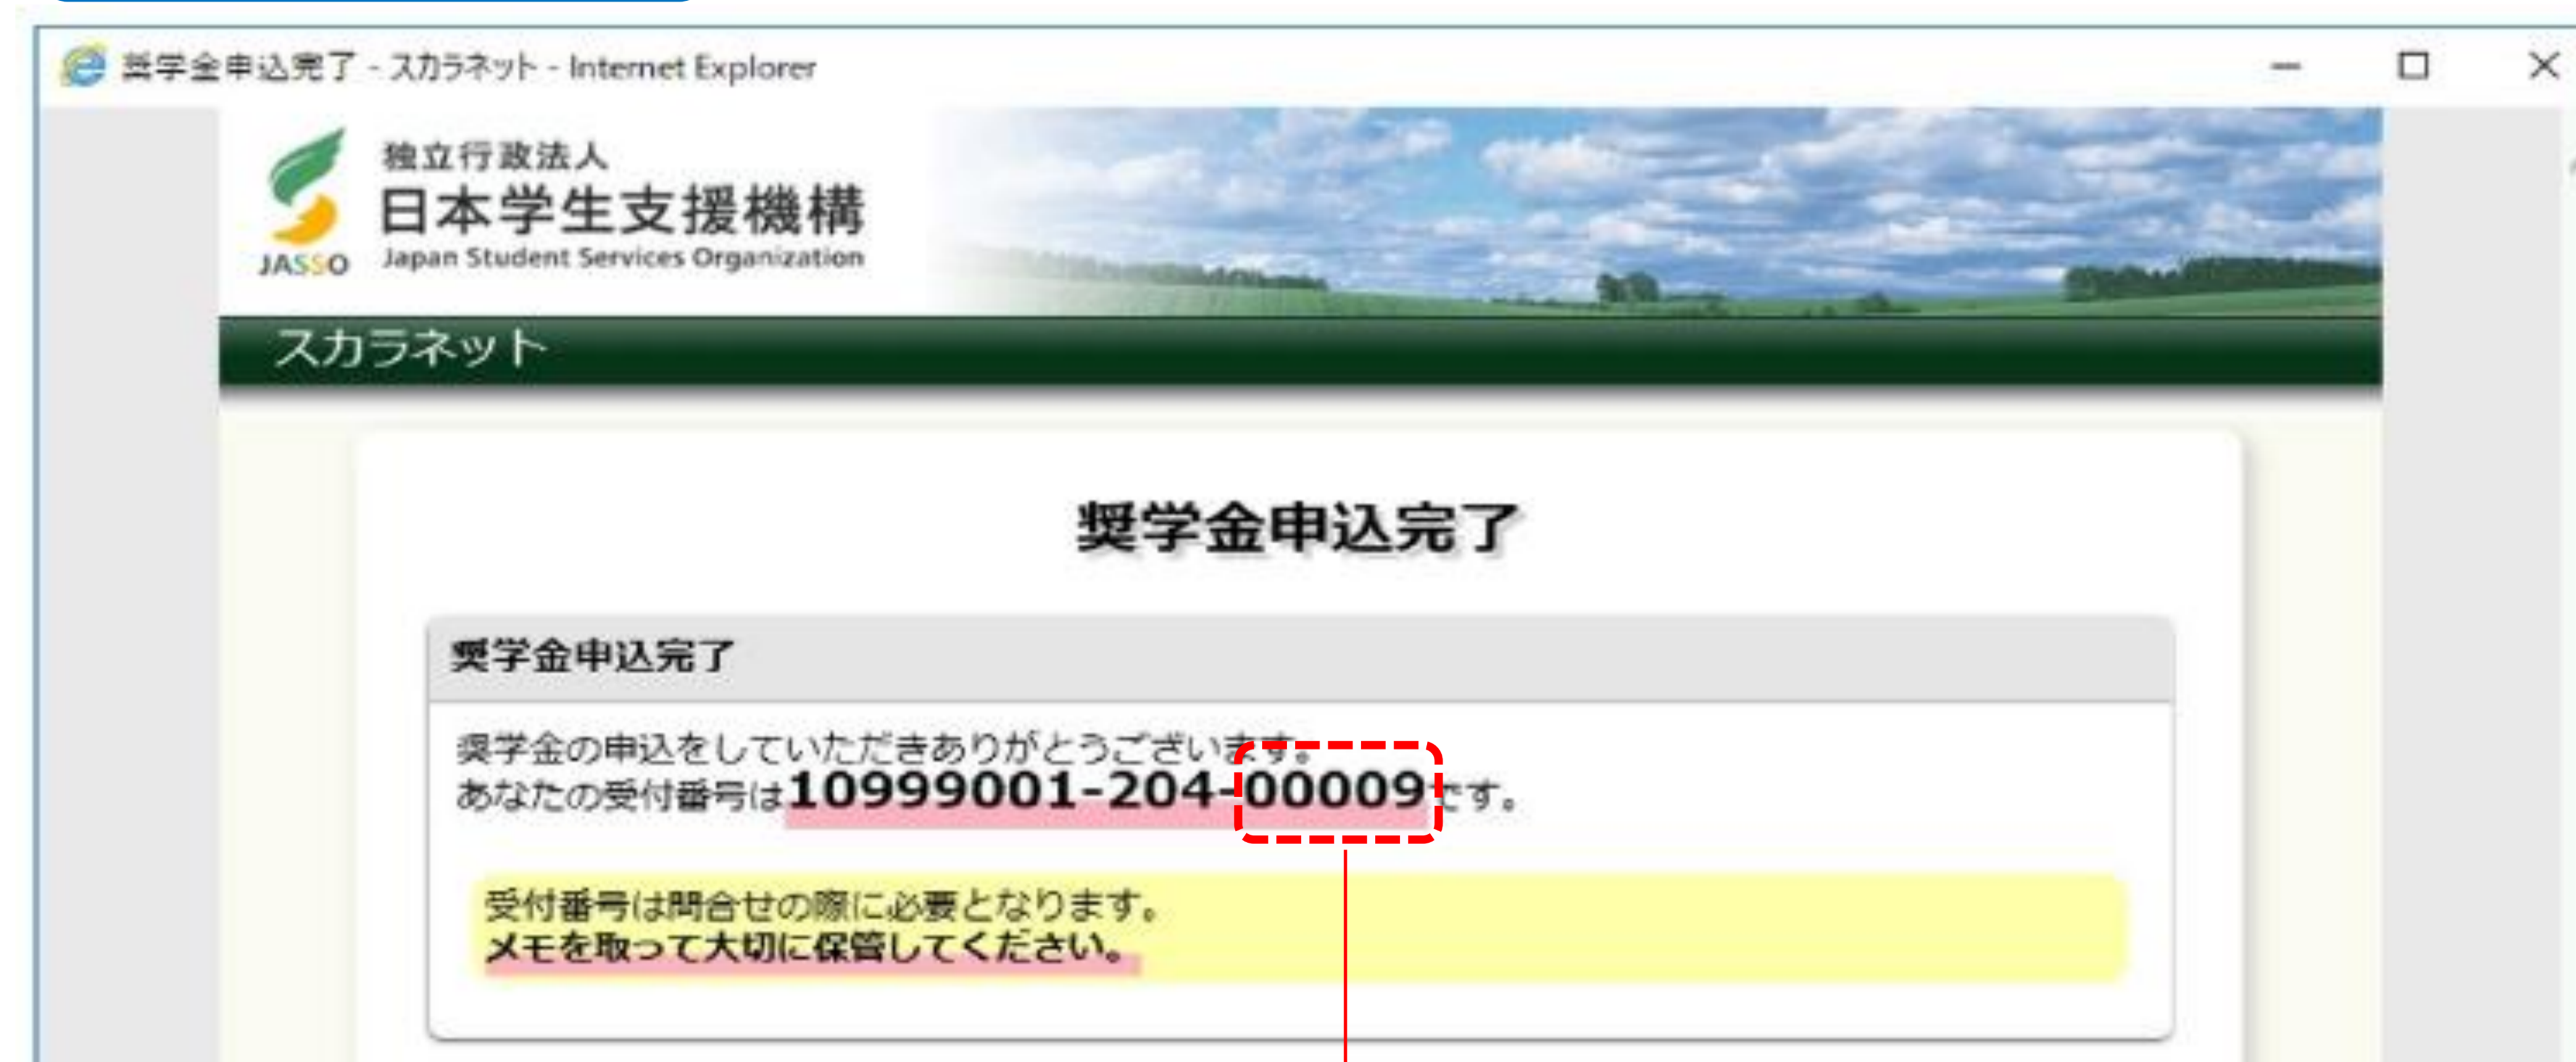 奨学金申込完了 - スカラネット - Internet Explorer
独立行政法人
日本学生支援機構
JASSO Japan Student Services Organization
スカラネット
奨学金申込完了
奨学金申込完了
奨学金の申込をしていただきありがとうございます。
あなたの受付番号は10999001-204-00009です。
受付番号は問合せの際に必要となります。
メモを取って大切に保管してください。